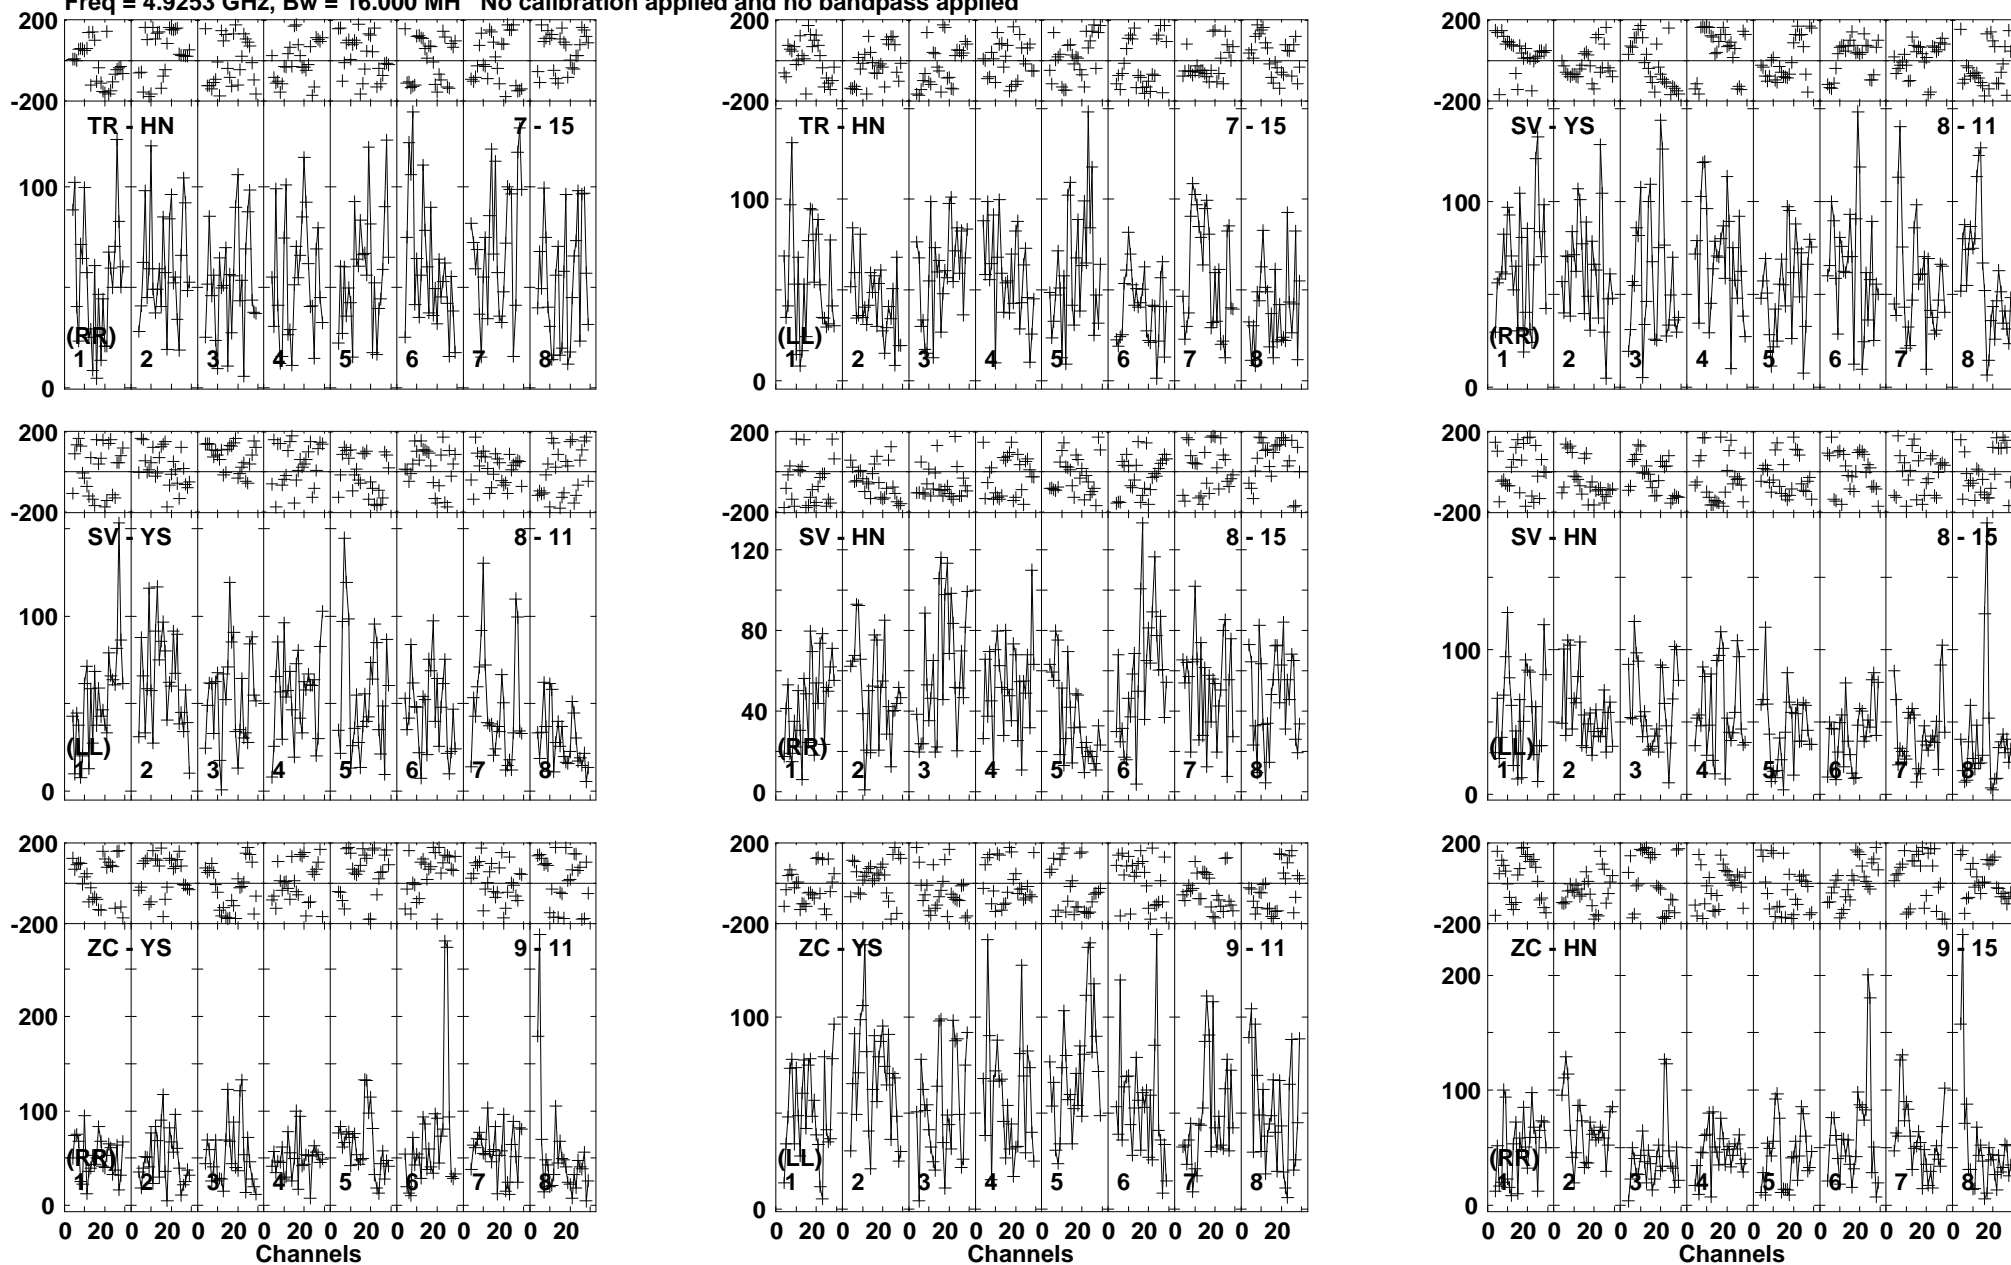 Freq = 4.9253 GHz, Bw = 16.000 MH No calibration applied and no bandpass applied
200 200 200
-200 -200 -200
TR - HN 7 - 15 TR - HN 7 - 15 SV - YS 8 - 11
100 100 100
(RR) (LL) (RR)
1 2 3 4 5 6 7 8 1 2 3 4 5 6 7 8 1 2 3 4 5 6 7 8
0 0 0
200 200 200
-200 -200 -200
SV - YS 8 - 11 SV - HN 8 - 15 SV - HN 8 - 15
120
100 80 100
40
(LL) (RR) (LL)
1 2 3 4 5 6 7 8 1 2 3 4 5 6 7 8 1 2 3 4 5 6 7 8
0 0 0
200 200 200
-200 -200 -200
ZC - YS 9 - 11 ZC - YS 9 - 11 ZC - HN 9 - 15
200 100 200
100 100
(RR) (LL) (RR)
1 2 3 4 5 6 7 8 1 2 3 4 5 6 7 8 1 2 3 4 5 6 7 8
0 0 0
0 20 0 20 0 20 0 20 0 20 0 20 0 20 0 20 0 20 0 20 0 20 0 20 0 20 0 20 0 20 0 20 0 20 0 20 0 20 0 20 0 20 0 20 0 20 0 20
Channels Channels Channels